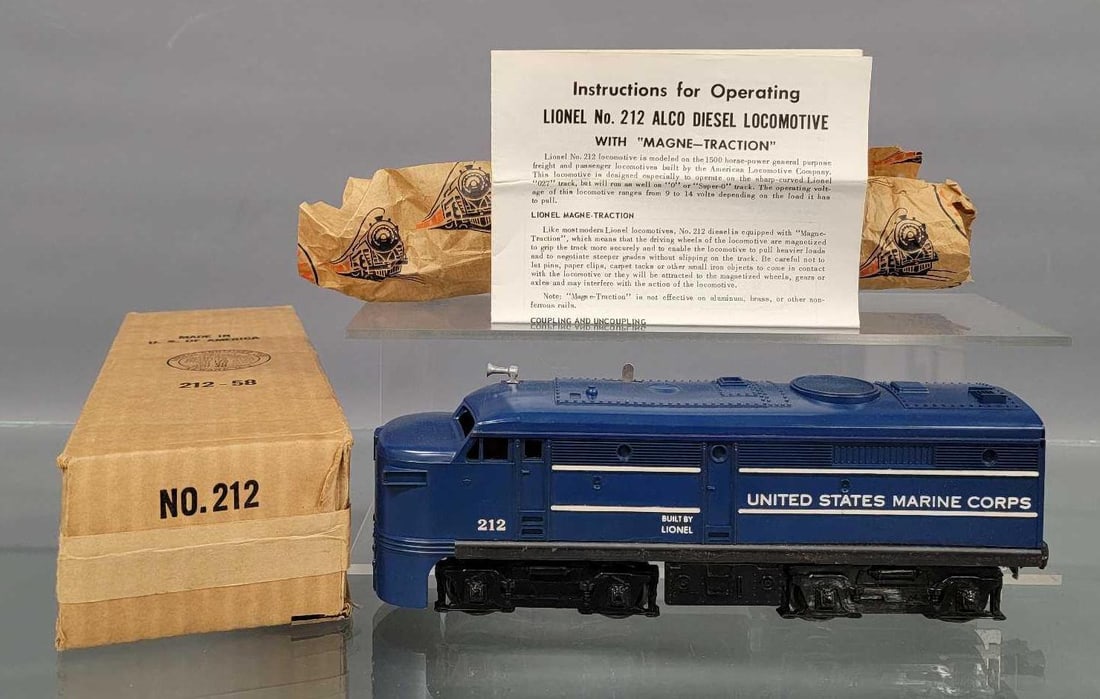 Instructions for Operating
LIONEL No. 212 ALCO DIESEL LOCOMOTIVE
WITH "MAGNE-TRACTION"
Lionel No. 212 locomotive is modeled on the 1500 horse-power general purpose
freight and passenger locomotives built by the American Locomotive Company.
This locomotive is designed especially to operate on the sharp-curved Lionel
"027" track, but will run as well on "0" or "Super-0" track. The operating volt-
age of this locomotive ranges from 9 to 14 volts depending on the load it has
to pull.
LIONEL MAGNE-TRACTION
Like most modern Lionel locomotives, No. 212 diesel is equipped with "Magne-
Traction", which means that the driving wheels of the locomotive are magnetized
to grip the track more securely and to enable the locomotive to pull heavier loads
and to negotiate steeper grades without slipping on the track. Be careful not to
let pins, paper clips, carpet tacks or other small iron objects to come in contact
with the locomotive or they will be attracted to the magnetized wheels, gears or
axles and may interfere with the action of the locomotive.
Note: "Magne-Traction" is not effective on aluminum, brass, or other non-
ferrous rails.
COUPLING AND UNCOUPLING
MADE IN
U. S. OF AMERICA
212-58
NO. 212
212
BUILT BY
LIONEL
UNITED STATES MARINE CORPS